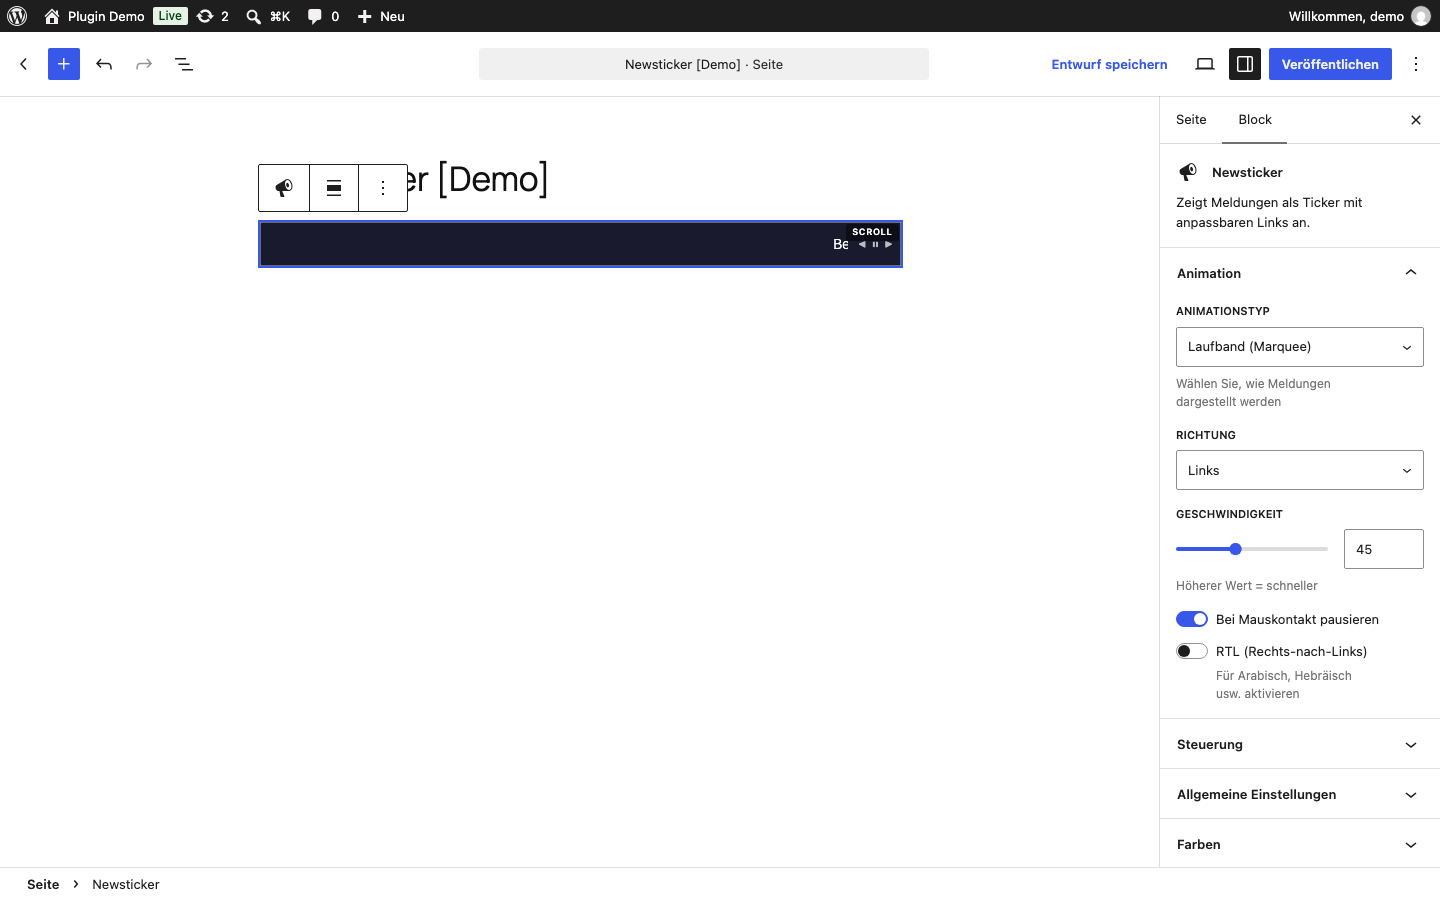 Plugin Demo Live 2 ⌘K 0 Neu Willkommen, demo
Newsticker [Demo] · Seite Entwurf speichern Veröffentlichen
Seite Block
er [Demo]
Newsticker
Zeigt Meldungen als Ticker mit
anpassbaren Links an.
SCROLL
Be
Animation
ANIMATIONSTYP
Laufband (Marquee)
Wählen Sie, wie Meldungen
dargestellt werden
RICHTUNG
Links
GESCHWINDIGKEIT
45
Höherer Wert = schneller
Bei Mauskontakt pausieren
RTL (Rechts-nach-Links)
Für Arabisch, Hebräisch
usw. aktivieren
Steuerung
Allgemeine Einstellungen
Farben
Seite Newsticker